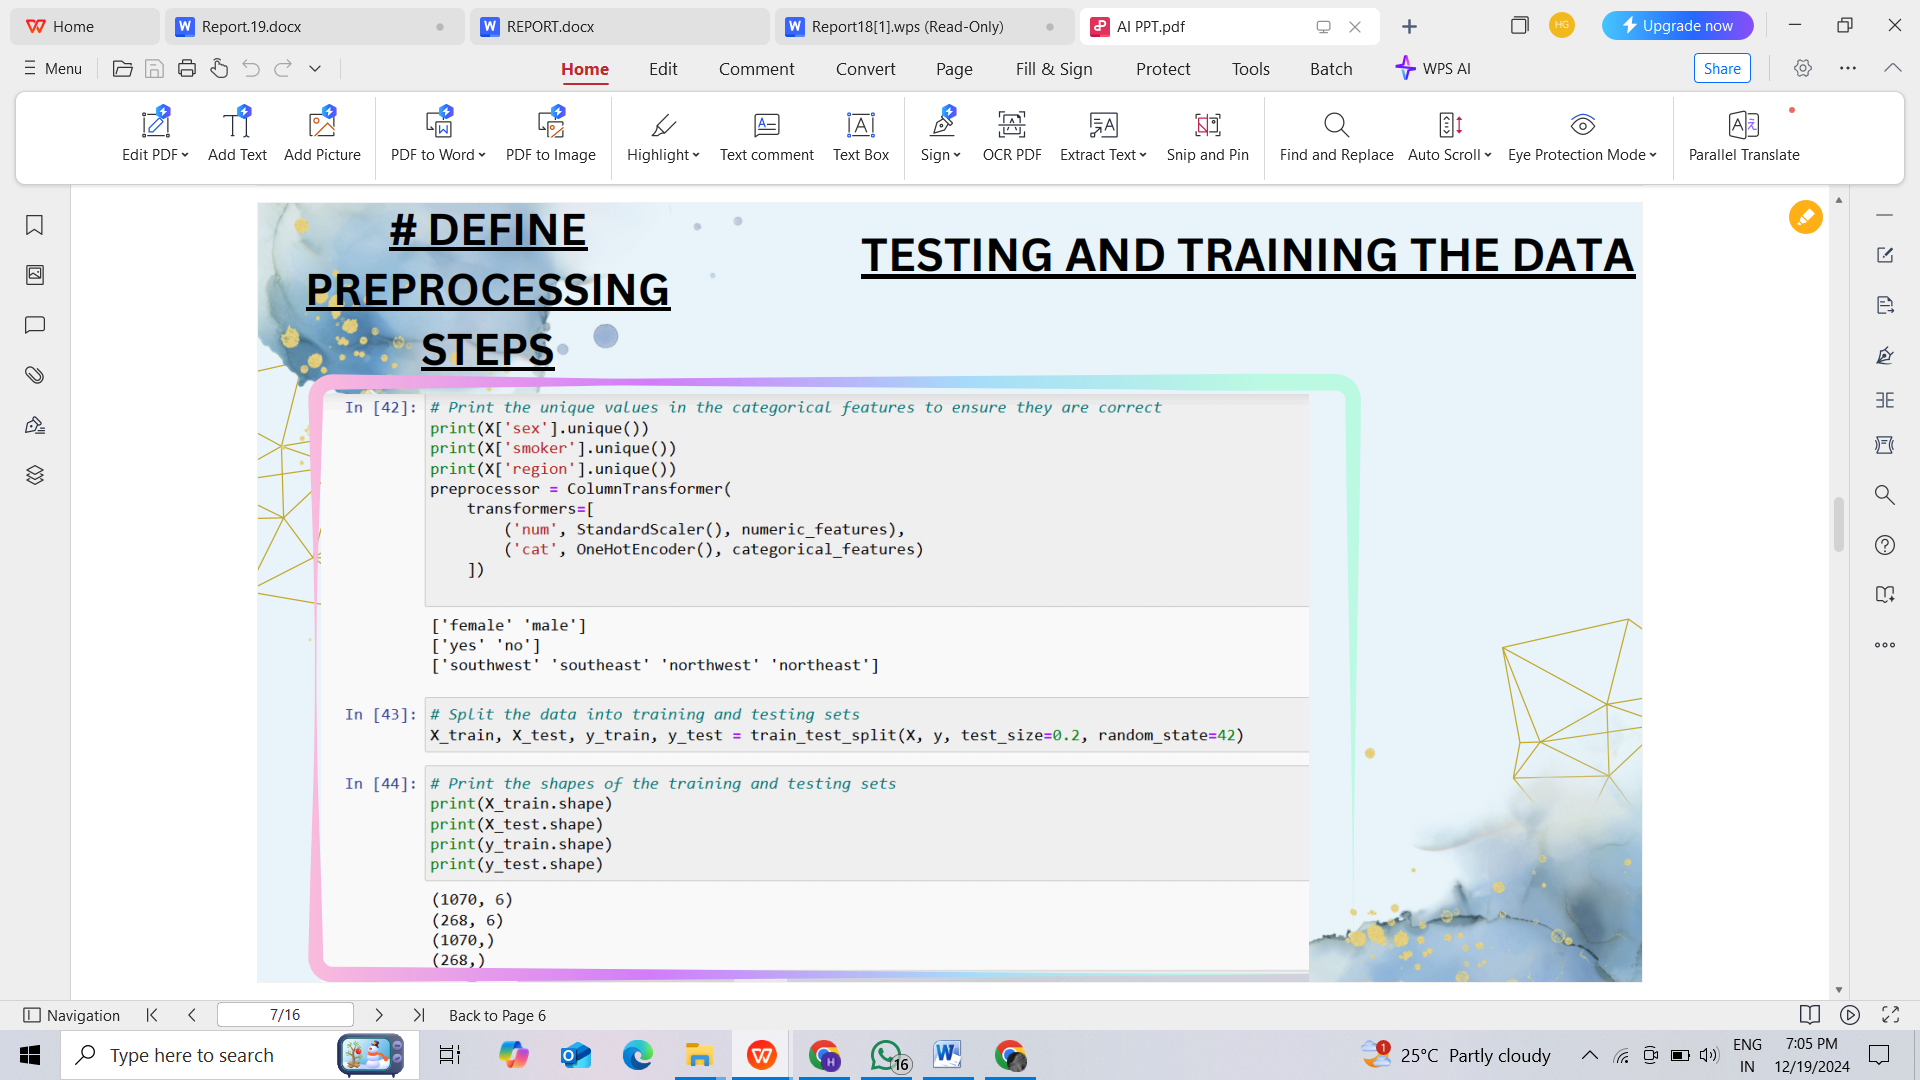 Home
Report.19.docx
REPORT.docx
Report18[1].wps (Read-Only)
AI PPT.pdf
HG
Upgrade now
Menu
Home
Edit
Comment
Convert
Page
Fill & Sign
Protect
Tools
Batch
WPS AI
Share
Edit PDF
Add Text
Add Picture
PDF to Word
PDF to Image
Highlight
Text comment
Text Box
Sign
OCR PDF
Extract Text
Snip and Pin
Find and Replace
Auto Scroll
Eye Protection Mode
Parallel Translate
# DEFINE
PREPROCESSING
STEPS
TESTING AND TRAINING THE DATA
In [42]: # Print the unique values in the categorical features to ensure they are correct
print(X['sex'].unique())
print(X['smoker'].unique())
print(X['region'].unique())
preprocessor = ColumnTransformer(
    transformers=[
        ('num', StandardScaler(), numeric_features),
        ('cat', OneHotEncoder(), categorical_features)
    ])
['female' 'male']
['yes' 'no']
['southwest' 'southeast' 'northwest' 'northeast']
In [43]: # Split the data into training and testing sets
X_train, X_test, y_train, y_test = train_test_split(X, y, test_size=0.2, random_state=42)
In [44]: # Print the shapes of the training and testing sets
print(X_train.shape)
print(X_test.shape)
print(y_train.shape)
print(y_test.shape)
(1070, 6)
(268, 6)
(1070,)
(268,)
Navigation
7/16
Back to Page 6
Type here to search
16
1
25°C Partly cloudy
ENG
IN
7:05 PM
12/19/2024